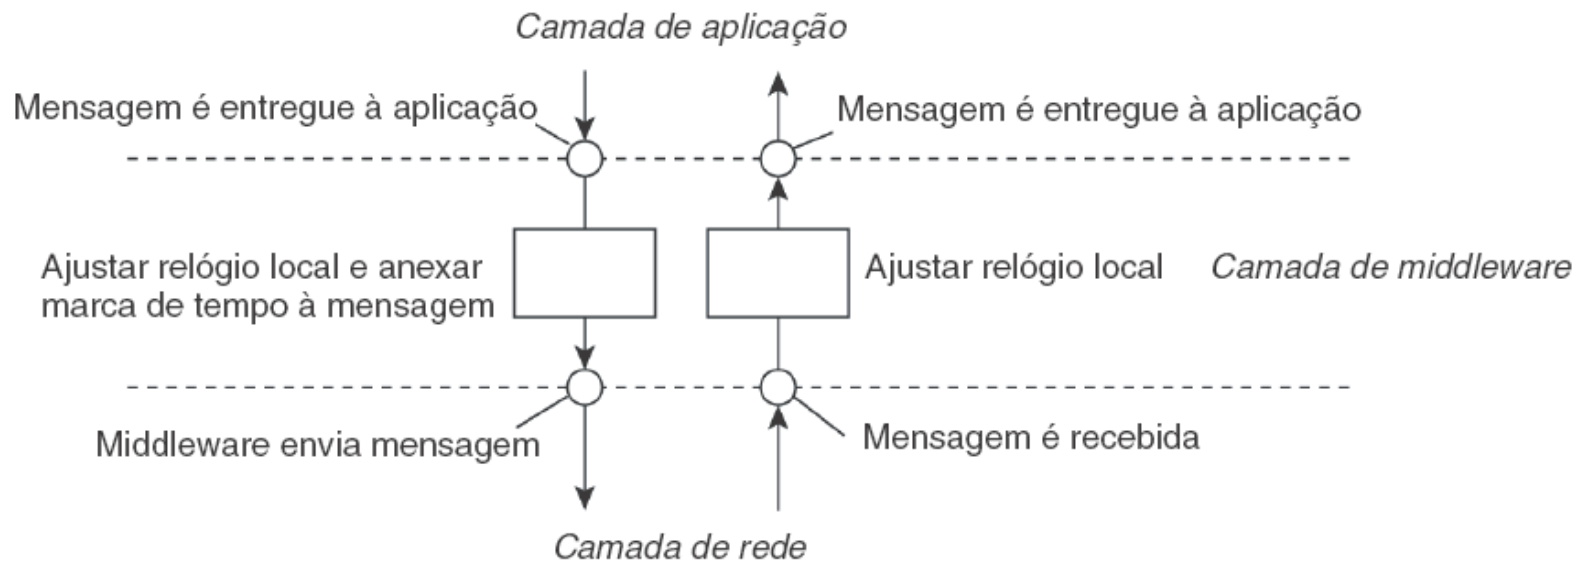 Camada de aplicação
Mensagem é entregue à aplicação
Mensagem é entregue à aplicação
Ajustar relógio local e anexar
marca de tempo à mensagem
Ajustar relógio local
Camada de middleware
Middleware envia mensagem
Mensagem é recebida
Camada de rede